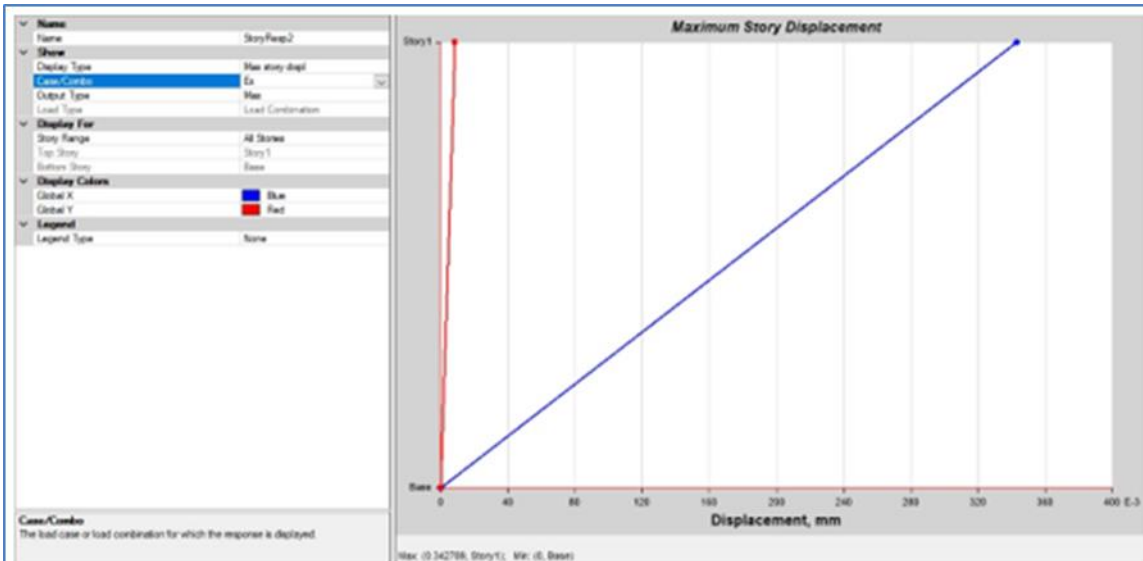 Name
Name StoryResp2
Show
Display Type Max story displ
Case/Combo Ex
Output Type Max
Load Type Load Combination
Display For
Story Range All Stories
Top Story Story1
Bottom Story Base
Display Colors
Global X Blue
Global Y Red
Legend
Legend Type None
Case/Combo
The load case or load combination for which the response is displayed.
Maximum Story Displacement
Story1
Base
0 40 80 120 160 200 240 280 320 360 400 E-3
Displacement, mm
Max: (0.342788, Story1); Min: (0, Base)